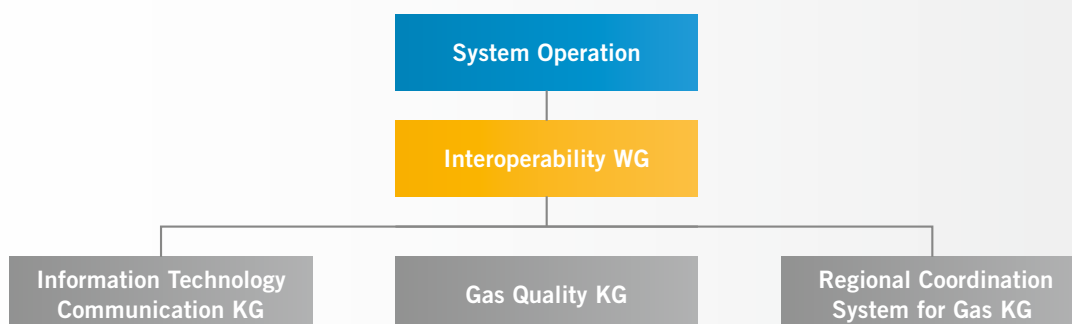 System Operation
Interoperability WG
Information Technology
Communication KG
Gas Quality KG
Regional Coordination
System for Gas KG